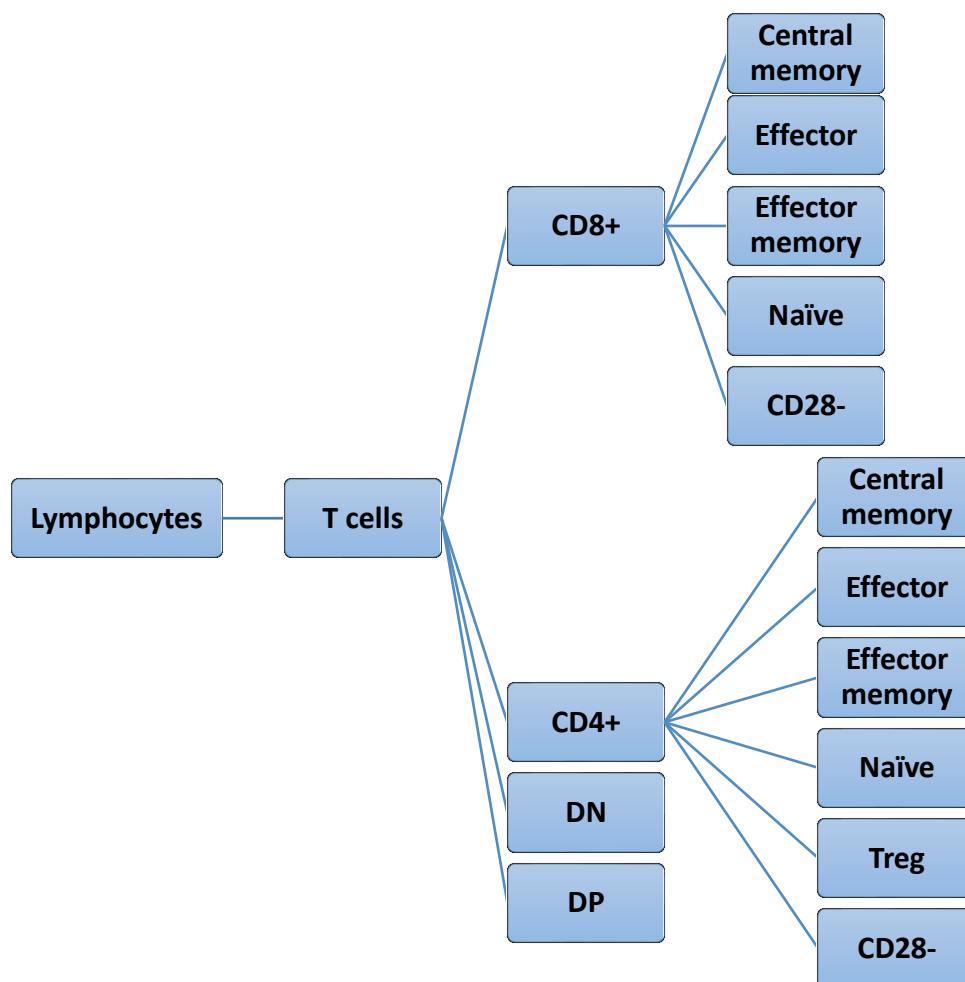 Central
memory
Effector
CD8+
Effector
memory
Naïve
CD28-
Lymphocytes
T cells
Central
memory
Effector
Effector
memory
CD4+
Naïve
DN
Treg
DP
CD28-